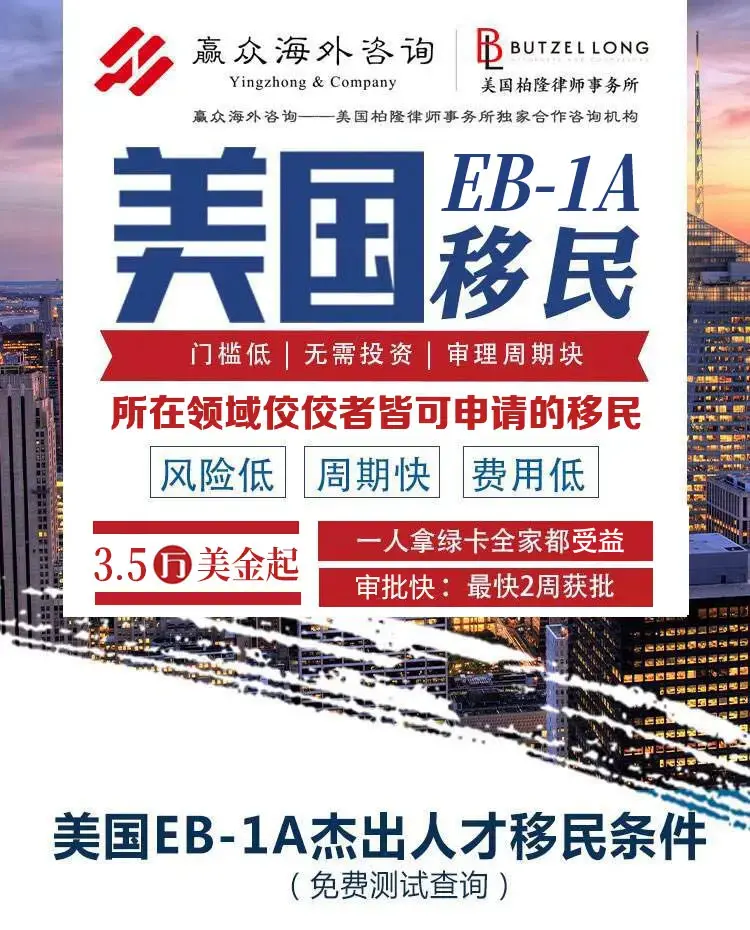 赢众海外咨询
Yingzhong & Company
BUTZEL LONG
美国柏隆律师事务所
赢众海外咨询——美国柏隆律师事务所独家合作咨询机构
美国
EB-1A
移民
门槛低 | 无需投资 | 审理周期块
所在领域佼佼者皆可申请的移民
风险低 周期快 费用低
3.5万美金起
一人拿绿卡全家都受益
审批快：最快2周获批
美国EB-1A杰出人才移民条件
（免费测试查询）